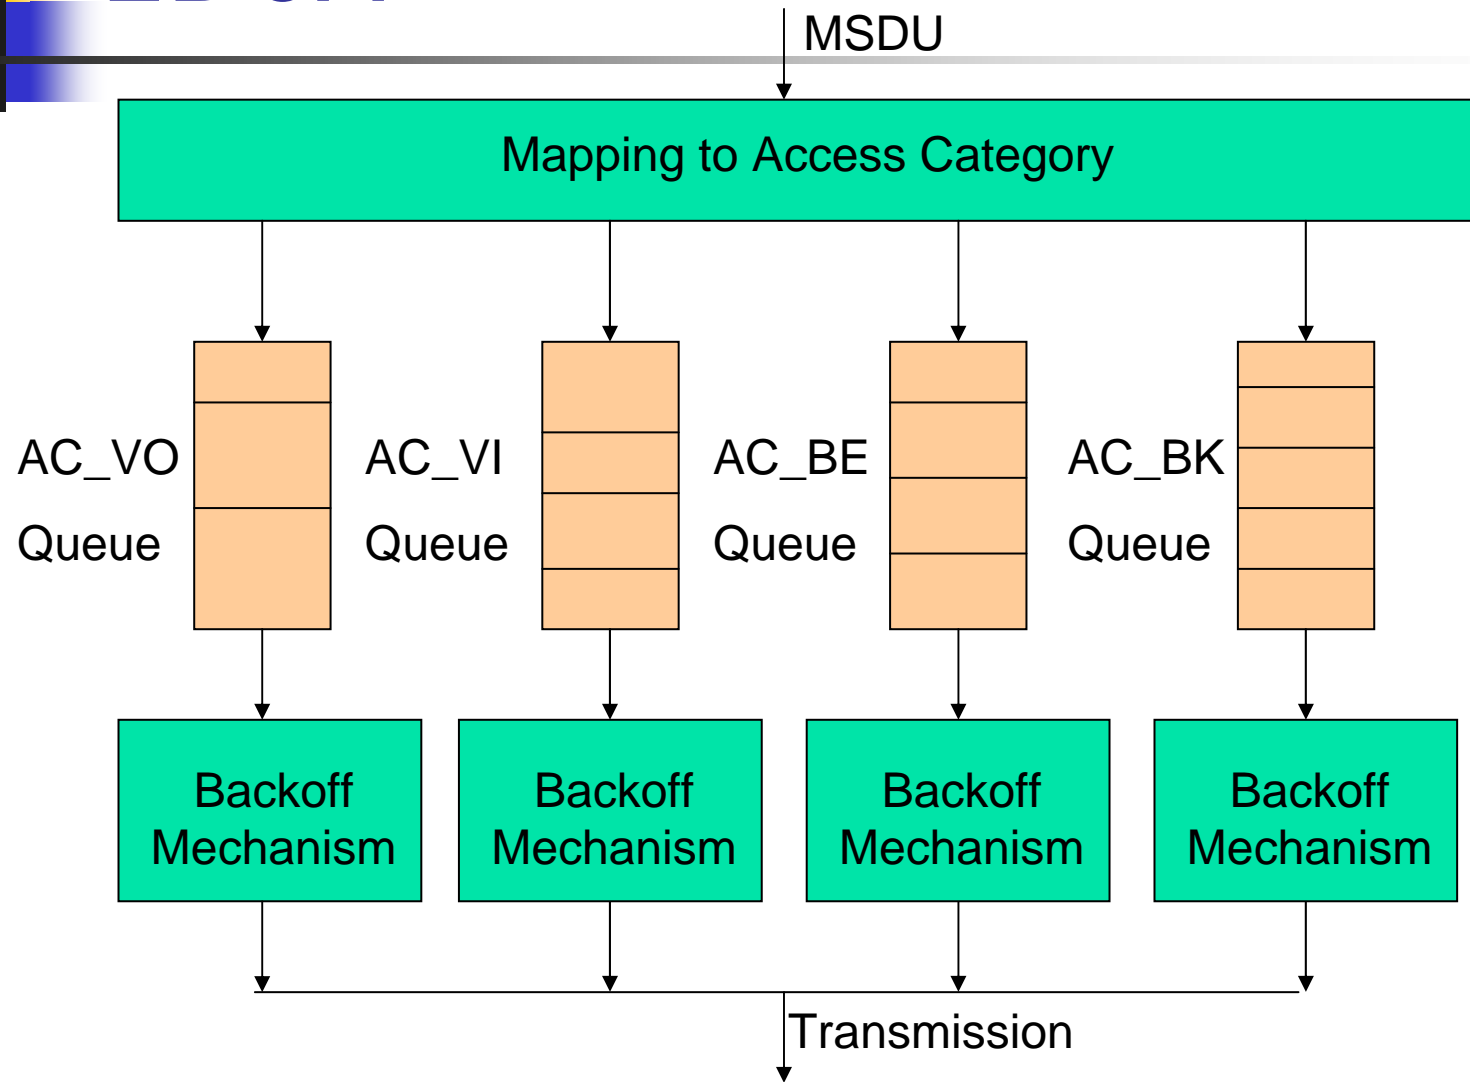 MSDU
Mapping to Access Category
AC_VO
Queue
AC_VI
Queue
AC_BE
Queue
AC_BK
Queue
Backoff
Mechanism
Backoff
Mechanism
Backoff
Mechanism
Backoff
Mechanism
Transmission